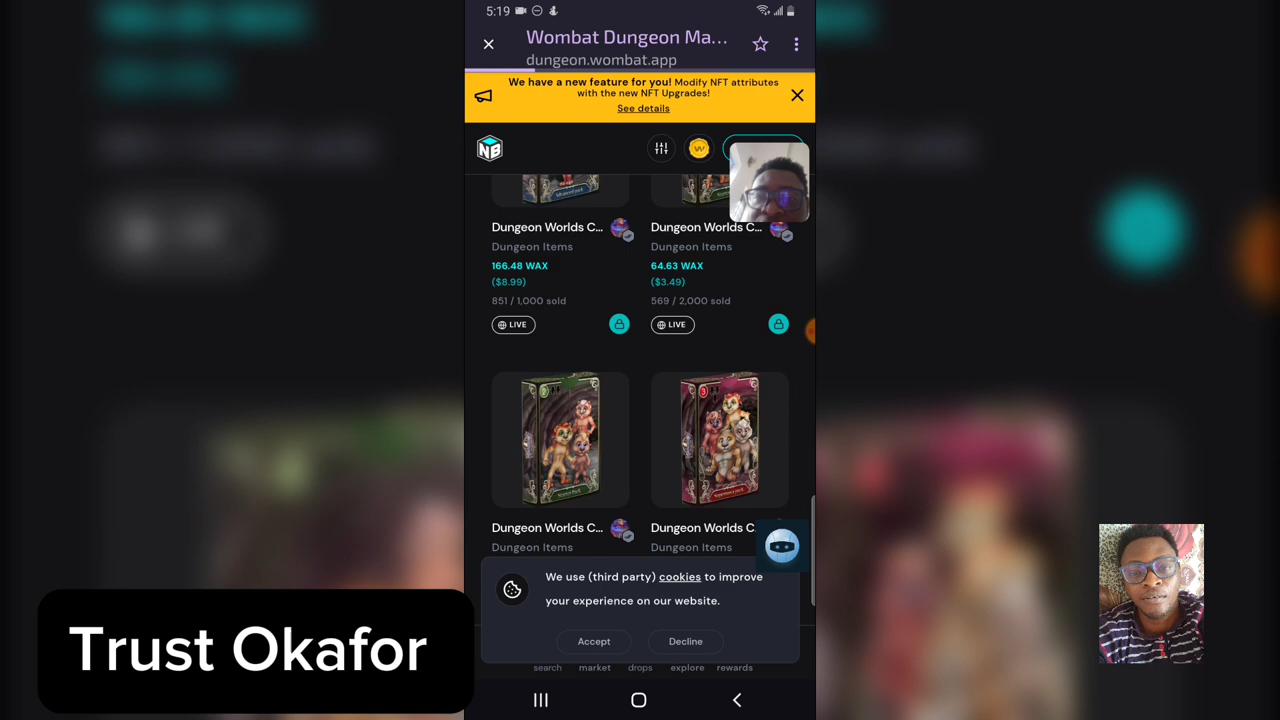 5:19
Wombat Dungeon Ma...
dungeon.wombat.app
We have a new feature for you! Modify NFT attributes
with the new NFT Upgrades!
See details
NB
Dungeon Worlds C...
Dungeon Worlds C...
Dungeon Items
Dungeon Items
166.48 WAX
64.63 WAX
($8.99)
($3.49)
851 / 1,000 sold
569 / 2,000 sold
LIVE
LIVE
Dungeon Worlds C...
Dungeon Worlds C
Dungeon Items
Dungeon Items
We use (third party) cookies to improve
your experience on our website.
Accept
Decline
search
market
drops
explore
rewards
Trust Okafor